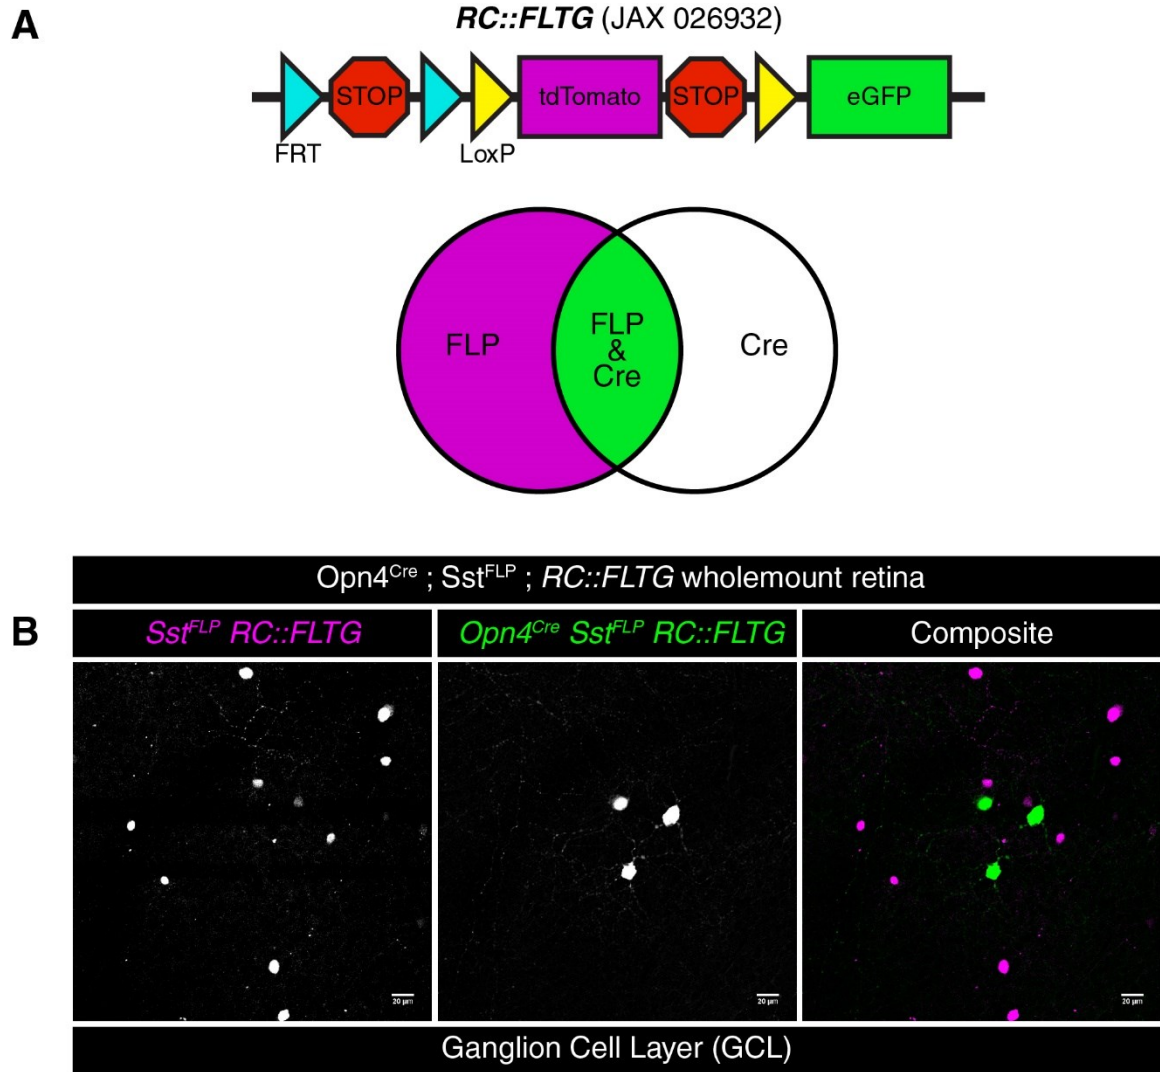 A
RC::FLTG (JAX 026932)
STOP
tdTomato
STOP
eGFP
FRT
LoxP
FLP
FLP
&
Cre
Cre
Opn4Cre ; SstFLP ; RC::FLTG wholemount retina
B
SstFLP RC::FLTG
Opn4Cre SstFLP RC::FLTG
Composite
20 µm
20 µm
20 µm
Ganglion Cell Layer (GCL)